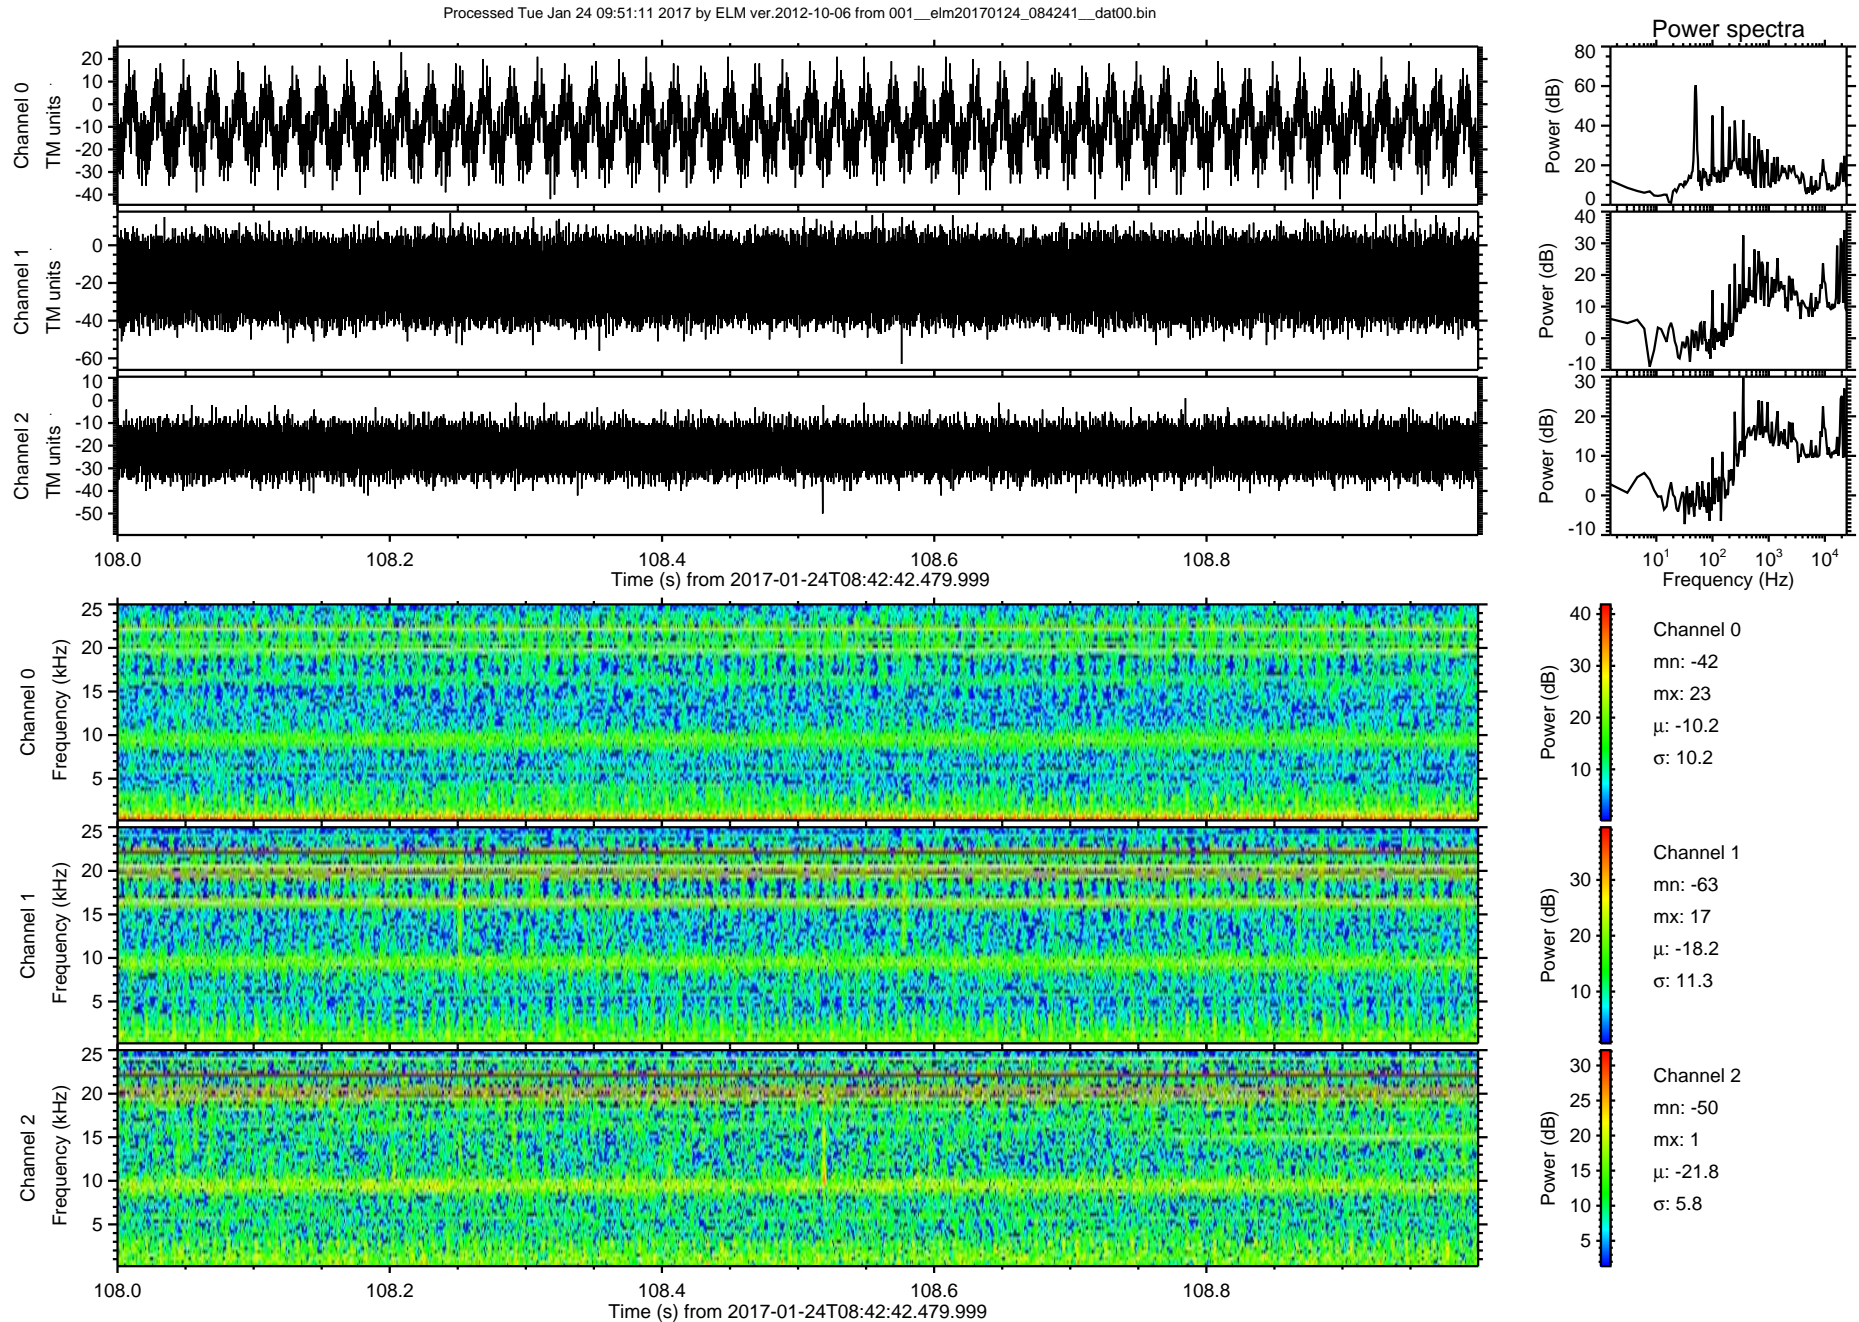 Processed Tue Jan 24 09:51:11 2017 by ELM ver.2012-10-06 from 001__elm20170124_084241__dat00.bin
Power spectra
Channel 0
TM units
20
10
0
-10
-20
-30
-40
Power (dB)
80
60
40
20
0
Channel 1
TM units
0
-20
-40
-60
Power (dB)
40
30
20
10
0
-10
Channel 2
TM units
10
0
-10
-20
-30
-40
-50
Power (dB)
30
20
10
0
-10
108.0 108.2 108.4 108.6 108.8
Time (s) from 2017-01-24T08:42:42.479.999
10¹ 10² 10³ 10⁴
Frequency (Hz)
Channel 0
Frequency (kHz)
25
20
15
10
5
Power (dB)
40
30
20
10
Channel 0
mn: -42
mx: 23
μ: -10.2
σ: 10.2
Channel 1
Frequency (kHz)
25
20
15
10
5
Power (dB)
30
20
10
Channel 1
mn: -63
mx: 17
μ: -18.2
σ: 11.3
Channel 2
Frequency (kHz)
25
20
15
10
5
Power (dB)
30
25
20
15
10
5
Channel 2
mn: -50
mx: 1
μ: -21.8
σ: 5.8
108.0 108.2 108.4 108.6 108.8
Time (s) from 2017-01-24T08:42:42.479.999